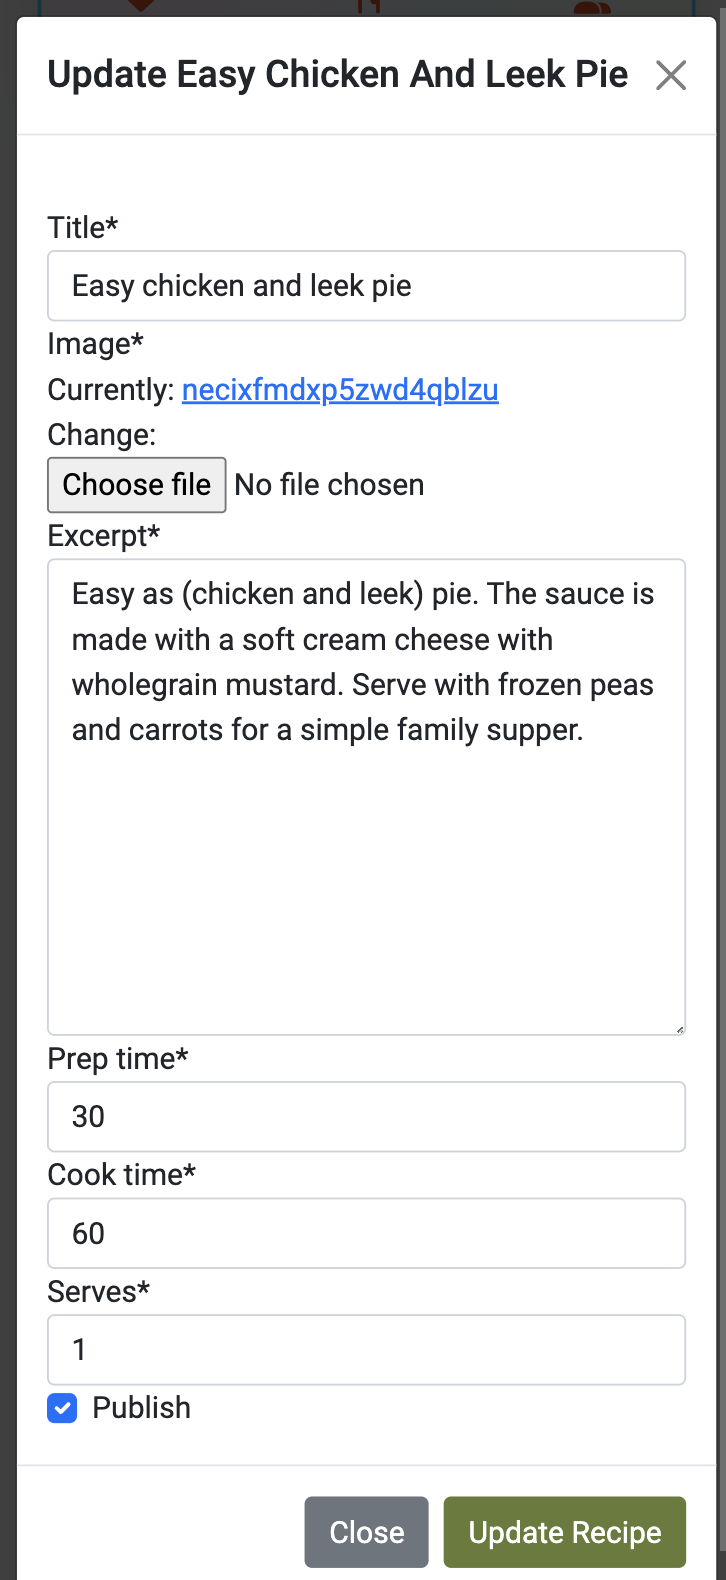 Update Easy Chicken And Leek Pie
Title*
Easy chicken and leek pie
Image*
Currently: necixfmdxp5zwd4qblzu
Change:
Choose file No file chosen
Excerpt*
Easy as (chicken and leek) pie. The sauce is
made with a soft cream cheese with
wholegrain mustard. Serve with frozen peas
and carrots for a simple family supper.
Prep time*
30
Cook time*
60
Serves*
1
Publish
Close Update Recipe